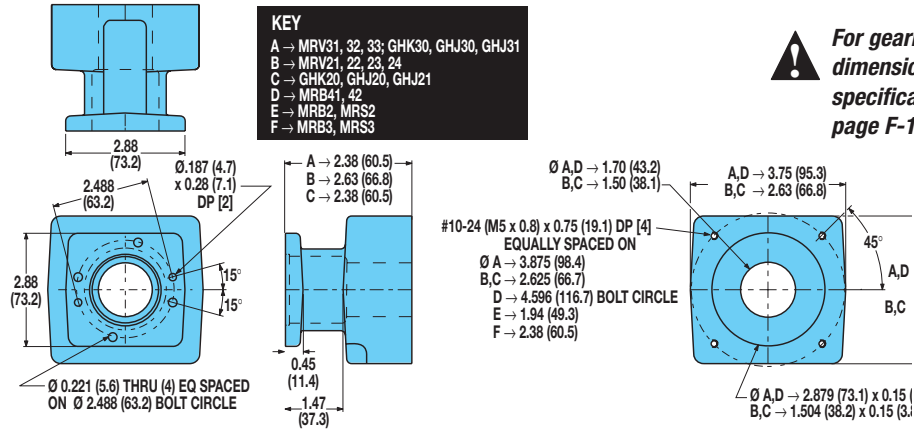 KEY
A → MRV31, 32, 33; GHK30, GHJ30, GHJ31
B → MRV21, 22, 23, 24
C → GHK20, GHJ20, GHJ21
D → MRB41, 42
E → MRB2, MRS2
F → MRB3, MRS3
!
For gear
dimensio
specifica
page F-1
2.88
(73.2)
2.488
(63.2)
Ø.187 (4.7)
x 0.28 (7.1)
DP [2]
2.88
(73.2)
15°
15°
Ø 0.221 (5.6) THRU (4) EQ SPACED
ON Ø 2.488 (63.2) BOLT CIRCLE
A → 2.38 (60.5)
B → 2.63 (66.8)
C → 2.38 (60.5)
0.45
(11.4)
1.47
(37.3)
Ø A,D → 1.70 (43.2)
B,C → 1.50 (38.1)
A,D → 3.75 (95.3)
B,C → 2.63 (66.8)
#10-24 (M5 x 0.8) x 0.75 (19.1) DP [4]
EQUALLY SPACED ON
Ø A → 3.875 (98.4)
B,C → 2.625 (66.7)
D → 4.596 (116.7) BOLT CIRCLE
E → 1.94 (49.3)
F → 2.38 (60.5)
45°
A,D
B,C
Ø A,D → 2.879 (73.1) x 0.15 (
B,C → 1.504 (38.2) x 0.15 (3.8